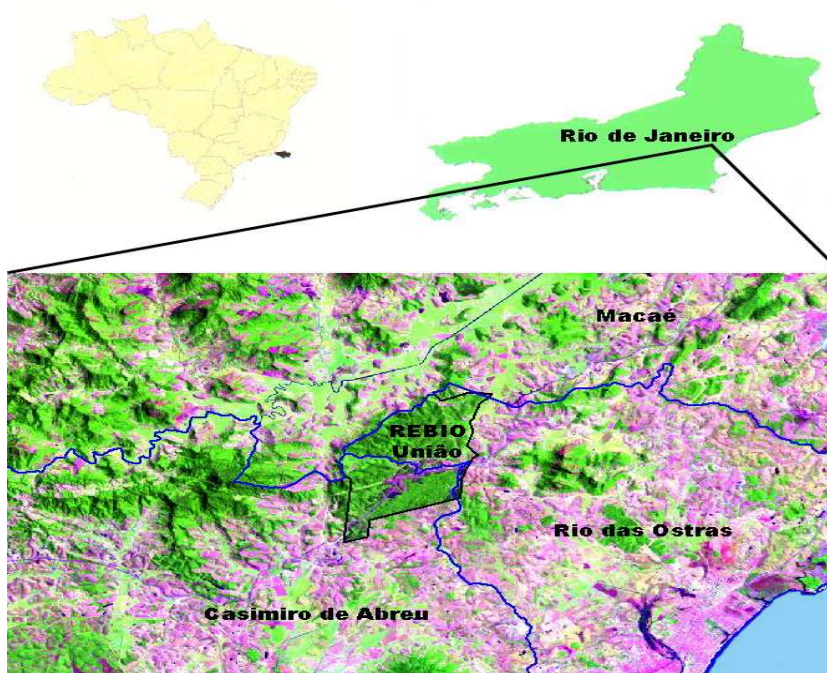 Rio de Janeiro
Macaé
REBIO
União
Rio das Ostras
Casimiro de Abreu